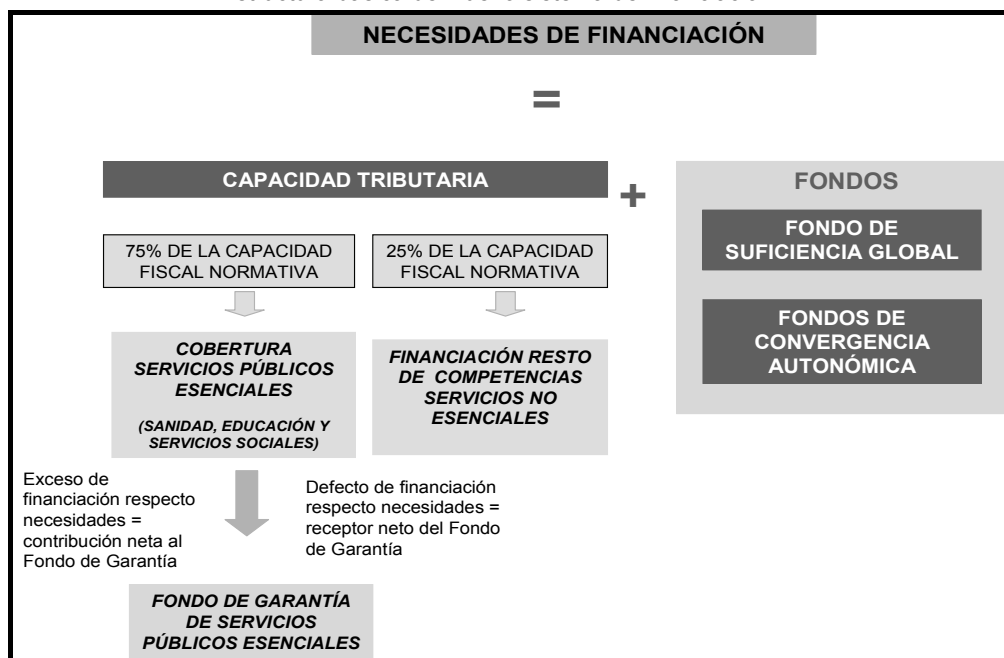 NECESIDADES DE FINANCIACIÓN
=
CAPACIDAD TRIBUTARIA
+
FONDOS
FONDO DE
SUFICIENCIA GLOBAL
FONDOS DE
CONVERGENCIA
AUTONÓMICA
75% DE LA CAPACIDAD
FISCAL NORMATIVA
25% DE LA CAPACIDAD
FISCAL NORMATIVA
COBERTURA
SERVICIOS PÚBLICOS
ESENCIALES
(SANIDAD, EDUCACIÓN Y
SERVICIOS SOCIALES)
FINANCIACIÓN RESTO
DE COMPETENCIAS
SERVICIOS NO
ESENCIALES
Exceso de
financiación respecto
necesidades =
contribución neta al
Fondo de Garantía
Defecto de financiación
respecto necesidades =
receptor neto del Fondo
de Garantía
FONDO DE GARANTÍA
DE SERVICIOS
PÚBLICOS ESENCIALES